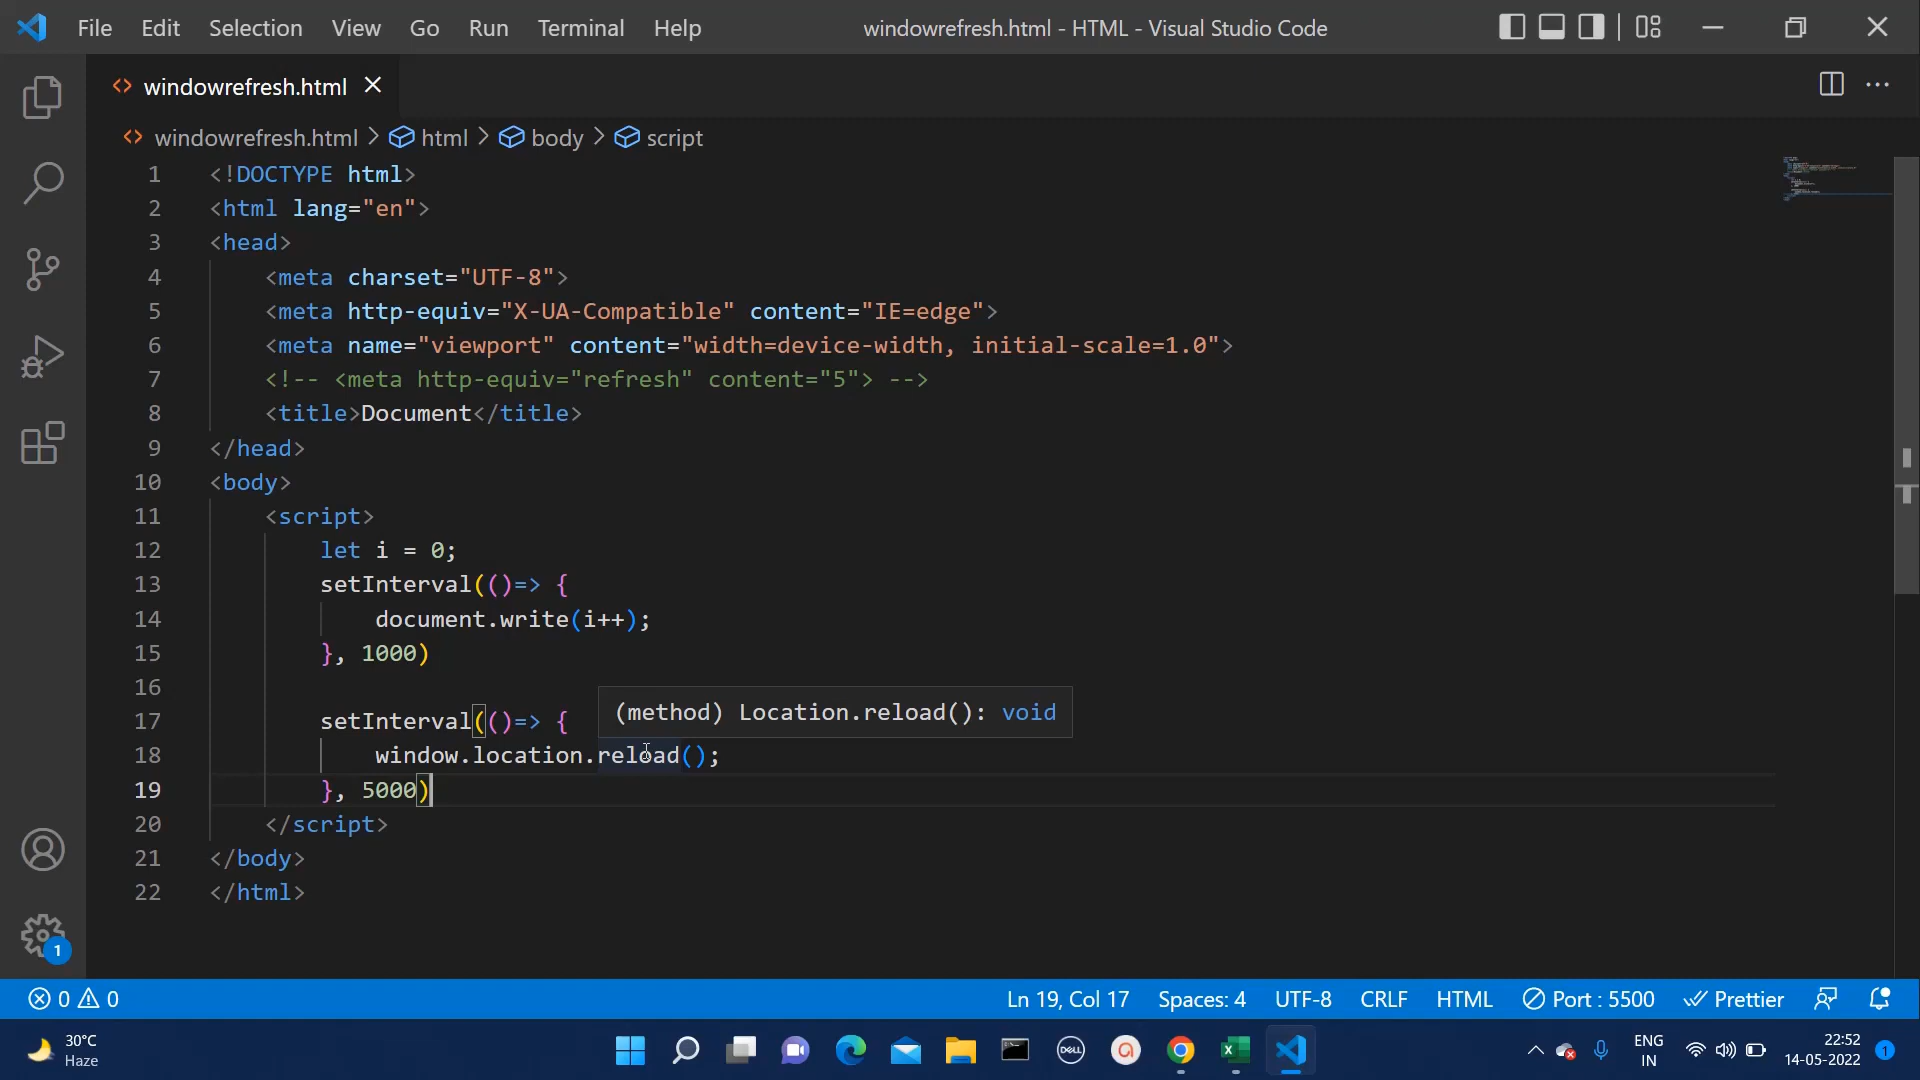 File Edit Selection View Go Run Terminal Help windowrefresh.html - HTML - Visual Studio Code
windowrefresh.html
windowrefresh.html > html > body > script
1 <!DOCTYPE html>
2 <html lang="en">
3 <head>
4 <meta charset="UTF-8">
5 <meta http-equiv="X-UA-Compatible" content="IE=edge">
6 <meta name="viewport" content="width=device-width, initial-scale=1.0">
7 <!-- <meta http-equiv="refresh" content="5"> -->
8 <title>Document</title>
9 </head>
10 <body>
11 <script>
12 let i = 0;
13 setInterval(()=> {
14 document.write(i++);
15 }, 1000)
16
17 setInterval(()=> {
(method) Location.reload(): void
18 window.location.reload();
19 }, 5000)
20 </script>
21 </body>
22 </html>
1
0 0 Ln 19, Col 17 Spaces: 4 UTF-8 CRLF HTML Port : 5500 Prettier
30°C
Haze
DELL
ENG
IN
22:52
14-05-2022
1